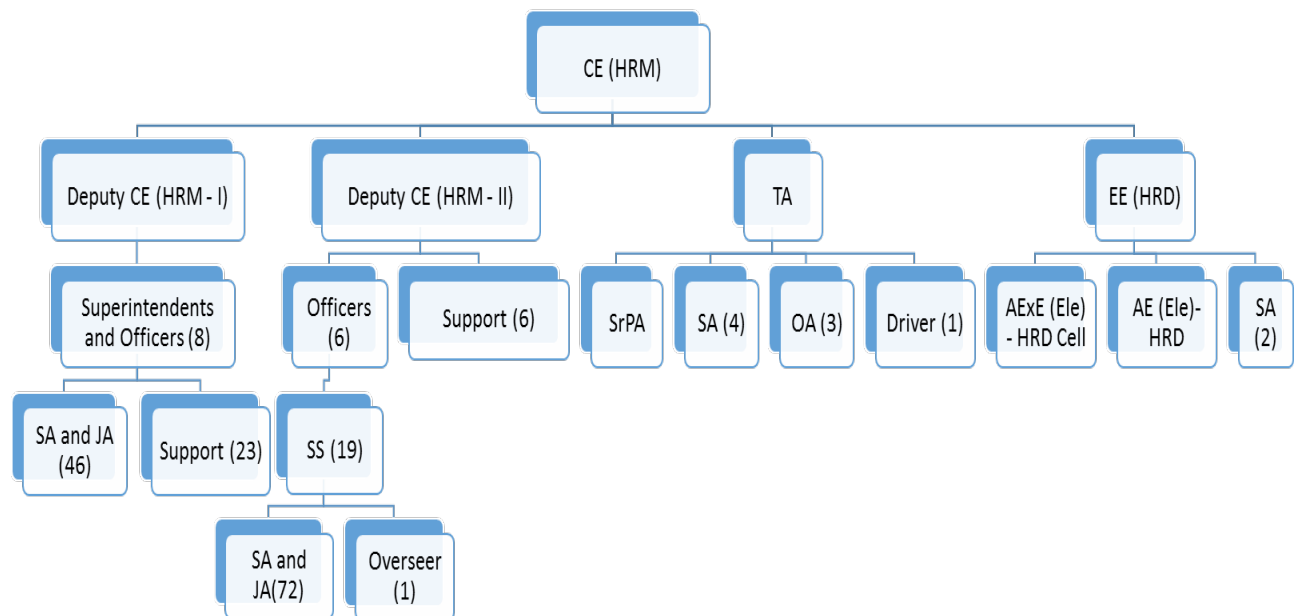 CE (HRM)
Deputy CE (HRM - I)
Deputy CE (HRM - II)
TA
EE (HRD)
Superintendents
and Officers (8)
Officers
(6)
Support (6)
SrPA
SA (4)
OA (3)
Driver (1)
AExE (Ele)
- HRD Cell
AE (Ele)-
HRD
SA
(2)
SA and JA
(46)
Support (23)
SS (19)
SA and
JA(72)
Overseer
(1)